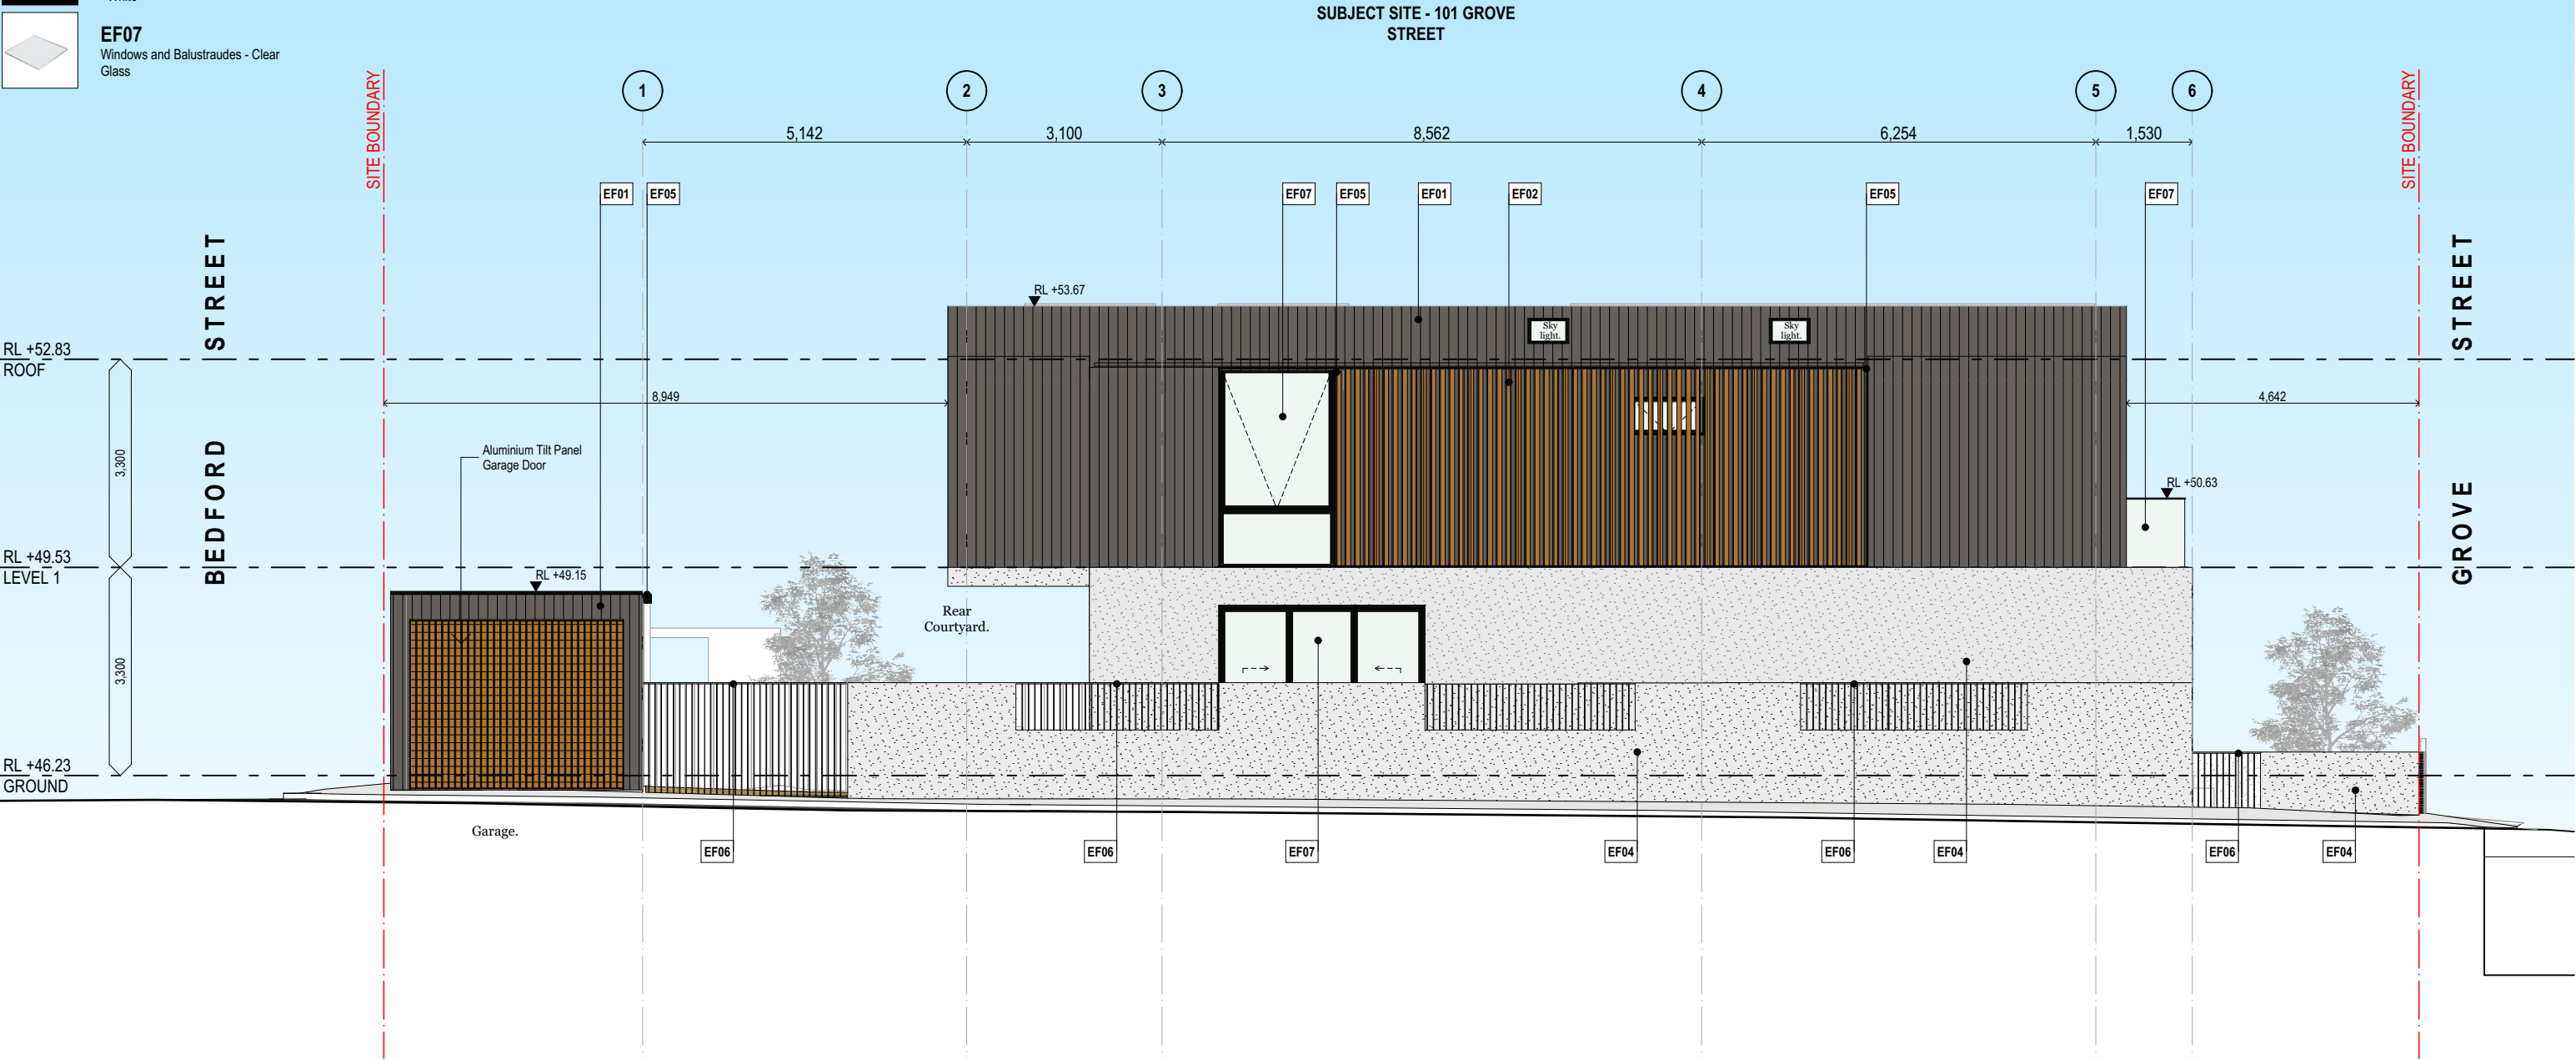 White
EF07
Windows and Balustraudes - Clear
Glass
SUBJECT SITE - 101 GROVE
STREET
SITE BOUNDARY
1
2
3
4
5
6
SITE BOUNDARY
5,142
3,100
8,562
6,254
1,530
EF01
EF05
EF07
EF05
EF01
EF02
EF05
EF07
BEDFORD STREET
GROVE STREET
RL +53.67
Sky
light.
Sky
light.
RL +52.83
ROOF
8,949
4,642
3,300
Aluminium Tilt Panel
Garage Door
RL +50.63
RL +49.53
LEVEL 1
RL +49.15
Rear
Courtyard.
3,300
RL +46.23
GROUND
Garage.
EF06
EF06
EF07
EF04
EF06
EF04
EF06
EF04